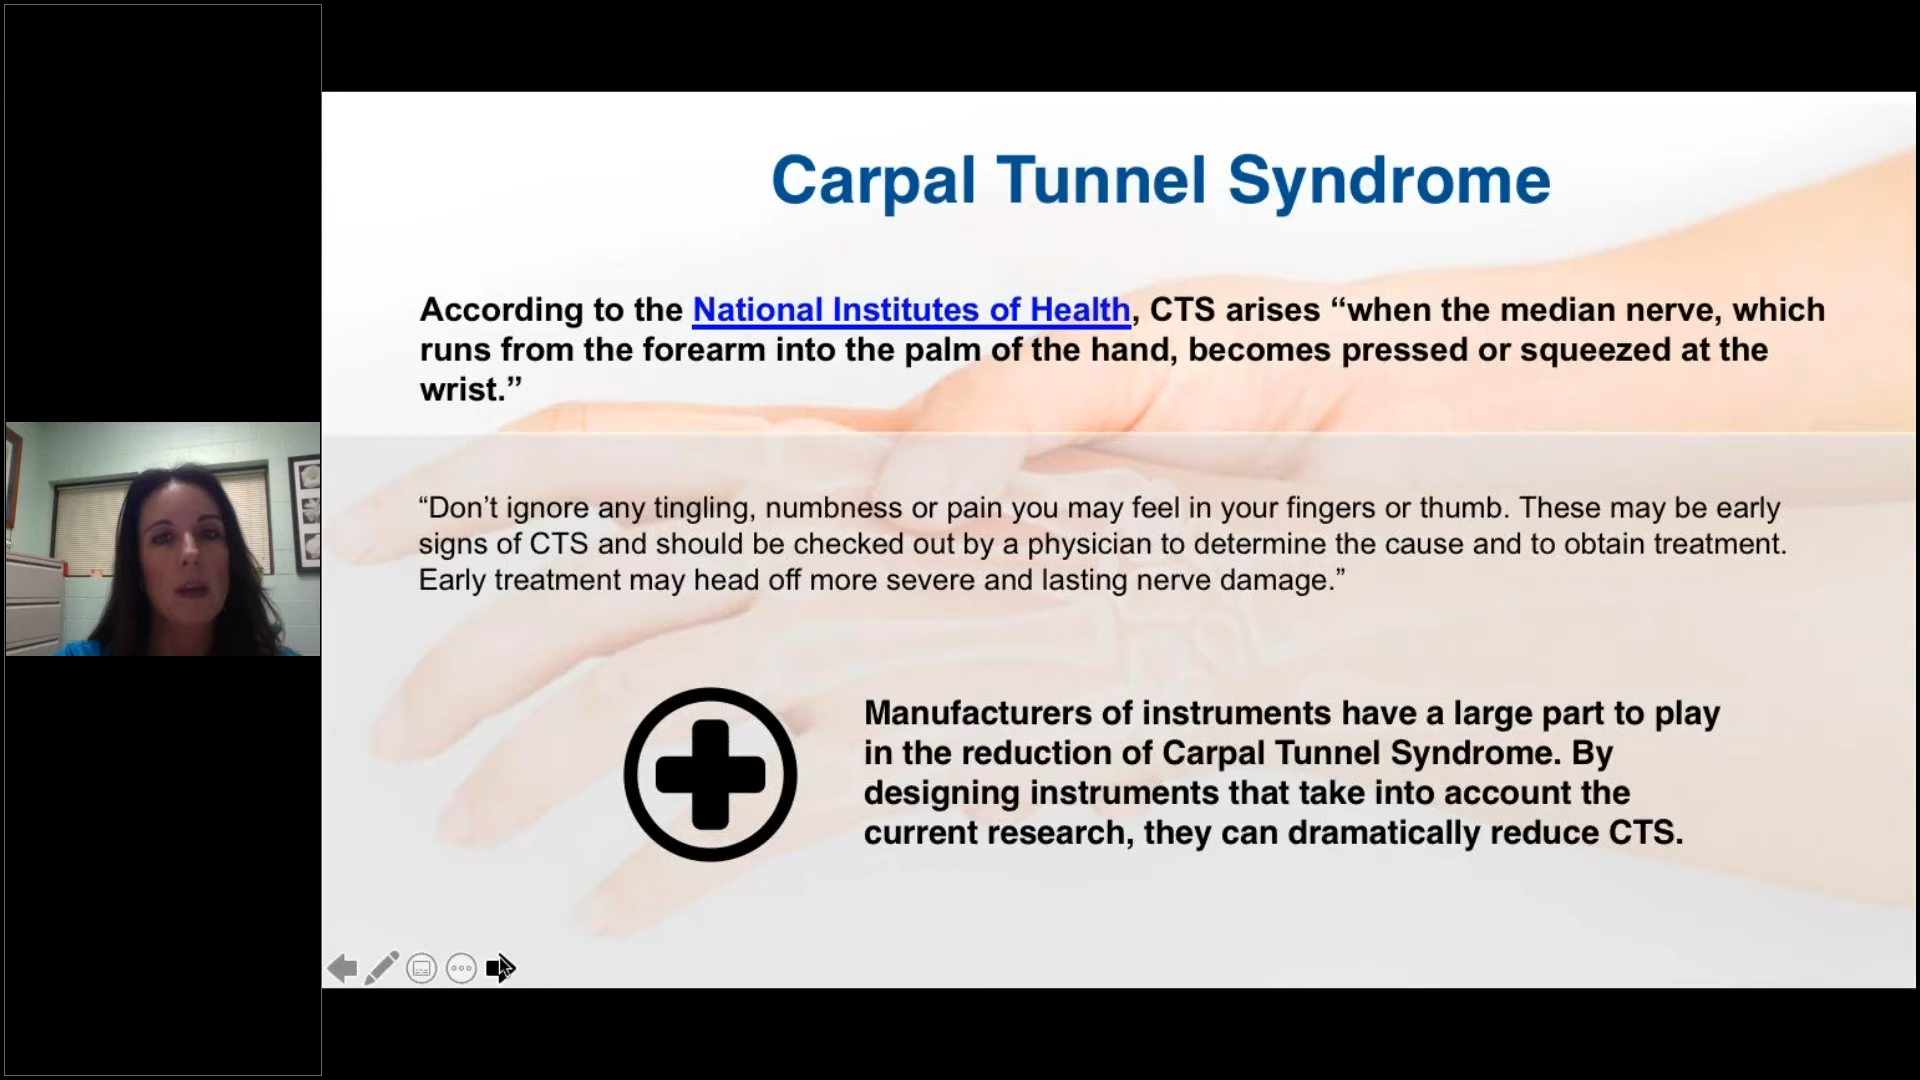 Carpal Tunnel Syndrome
According to the National Institutes of Health, CTS arises “when the median nerve, which
runs from the forearm into the palm of the hand, becomes pressed or squeezed at the
wrist.”
“Don’t ignore any tingling, numbness or pain you may feel in your fingers or thumb. These may be early
signs of CTS and should be checked out by a physician to determine the cause and to obtain treatment.
Early treatment may head off more severe and lasting nerve damage.”
Manufacturers of instruments have a large part to play
in the reduction of Carpal Tunnel Syndrome. By
designing instruments that take into account the
current research, they can dramatically reduce CTS.